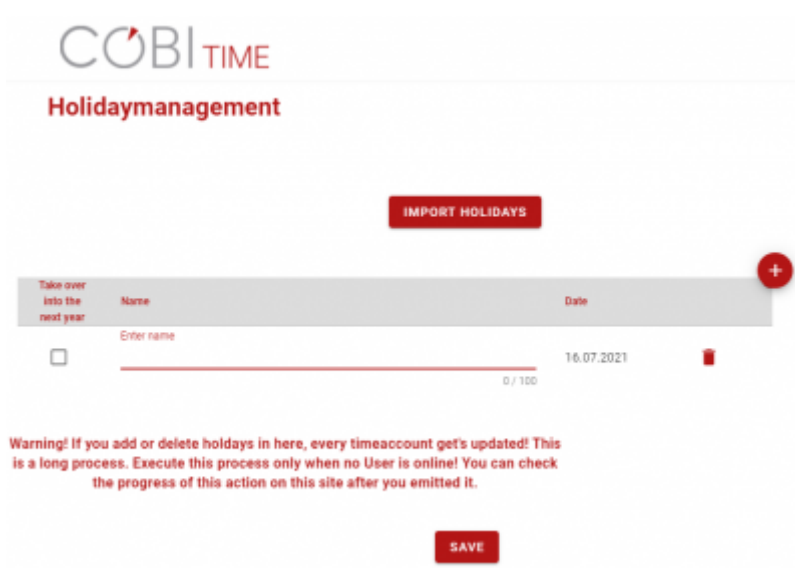 COBI TIME
Holidaymanagement
IMPORT HOLIDAYS
+
Take over
into the
next year
Name
Date
Enter name
16.07.2021
0 / 100
Warning! If you add or delete holdays in here, every timeaccount get's updated! This
is a long process. Execute this process only when no User is online! You can check
the progress of this action on this site after you emitted it.
SAVE